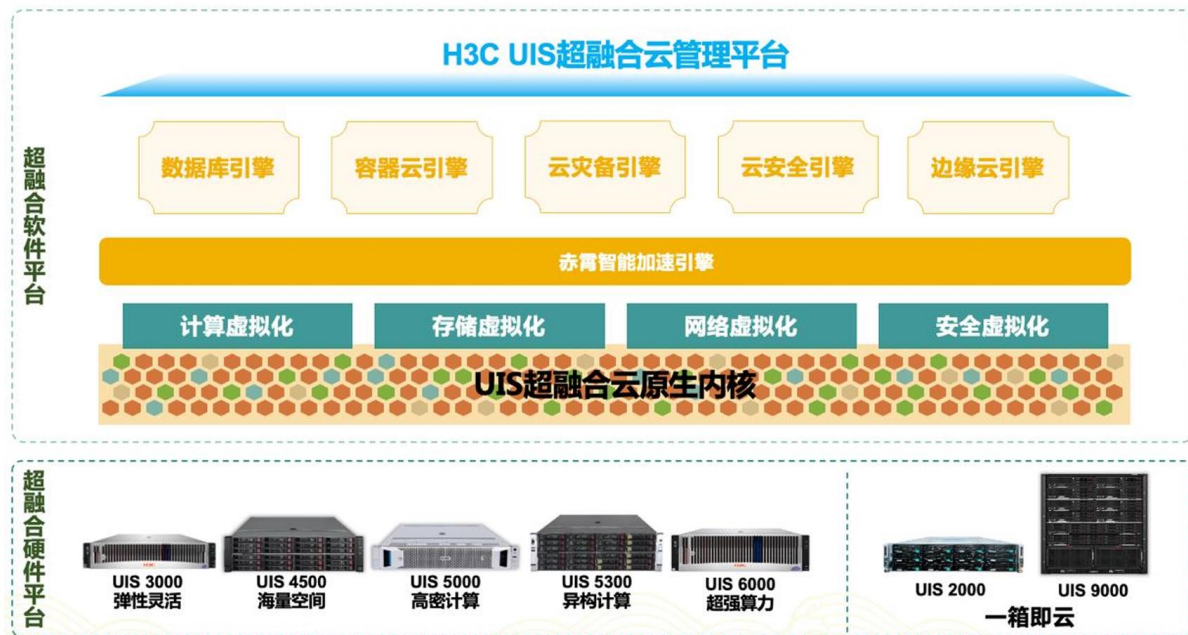 H3C UIS超融合云管理平台
超融合软件平台
数据库引擎
容器云引擎
云灾备引擎
云安全引擎
边缘云引擎
赤霄智能加速引擎
计算虚拟化
存储虚拟化
网络虚拟化
安全虚拟化
UIS超融合云原生内核
超融合硬件平台
H3C
UIS 3000
弹性灵活
UIS 4500
海量空间
UIS 5000
高密计算
UIS 5300
异构计算
H3C
UIS 6000
超强算力
UIS 2000
UIS 9000
一箱即云